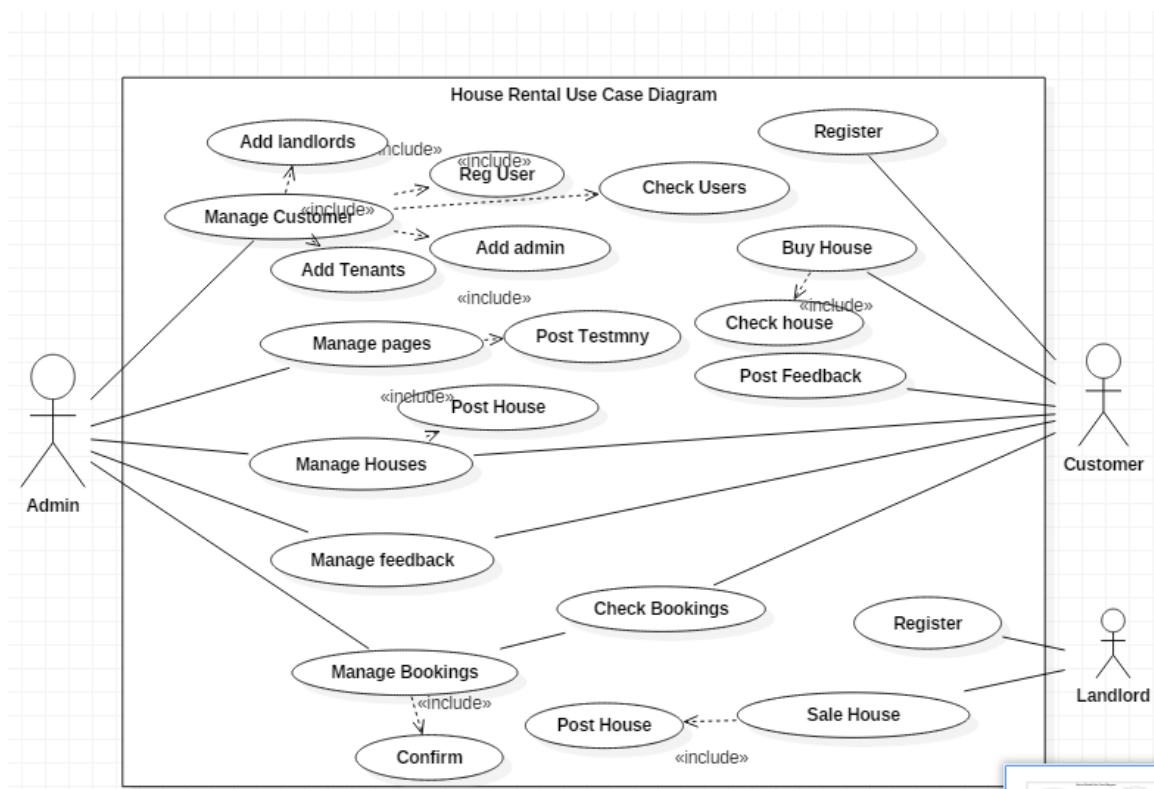 House Rental Use Case Diagram
Add landlords
«include»
Register
«include»
Reg User
Check Users
Manage Customer
«include»
Add admin
Buy House
Add Tenants
«include»
«include»
Check house
Manage pages
Post Testmny
Post Feedback
«include»
Post House
Manage Houses
Customer
Admin
Manage feedback
Check Bookings
Register
Manage Bookings
Landlord
«include»
Post House
Sale House
Confirm
«include»